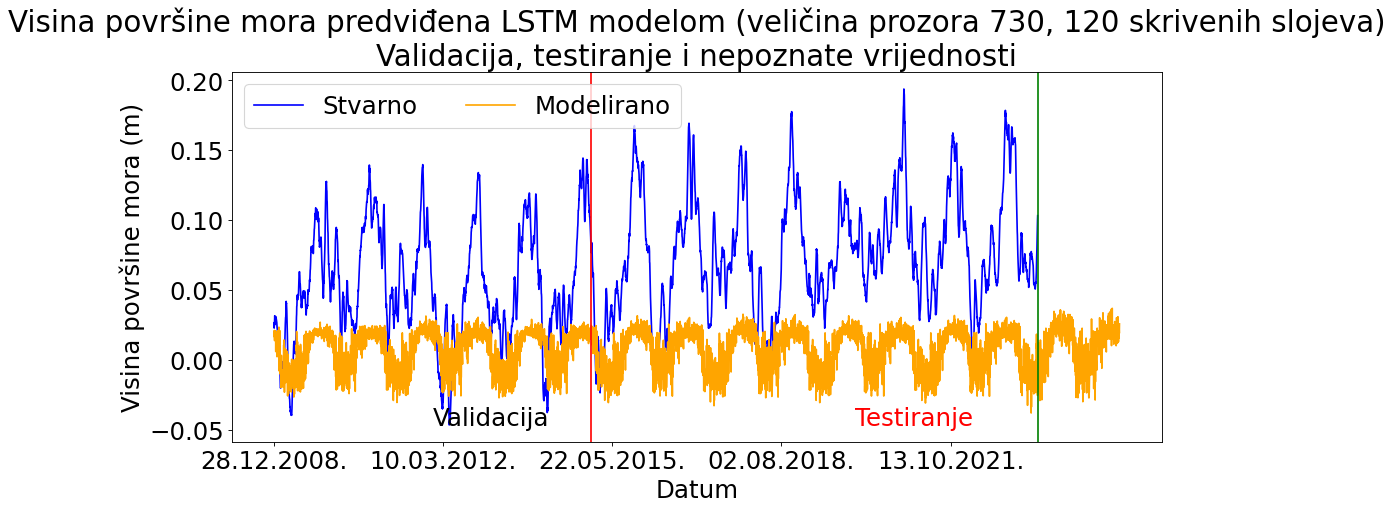 Visina površine mora predviđena LSTM modelom (veličina prozora 730, 120 skrivenih slojeva)
Validacija, testiranje i nepoznate vrijednosti
Stvarno
Modelirano
Visina površine mora (m)
0.20
0.15
0.10
0.05
0.00
−0.05
Validacija
Testiranje
28.12.2008.
10.03.2012.
22.05.2015.
02.08.2018.
13.10.2021.
Datum